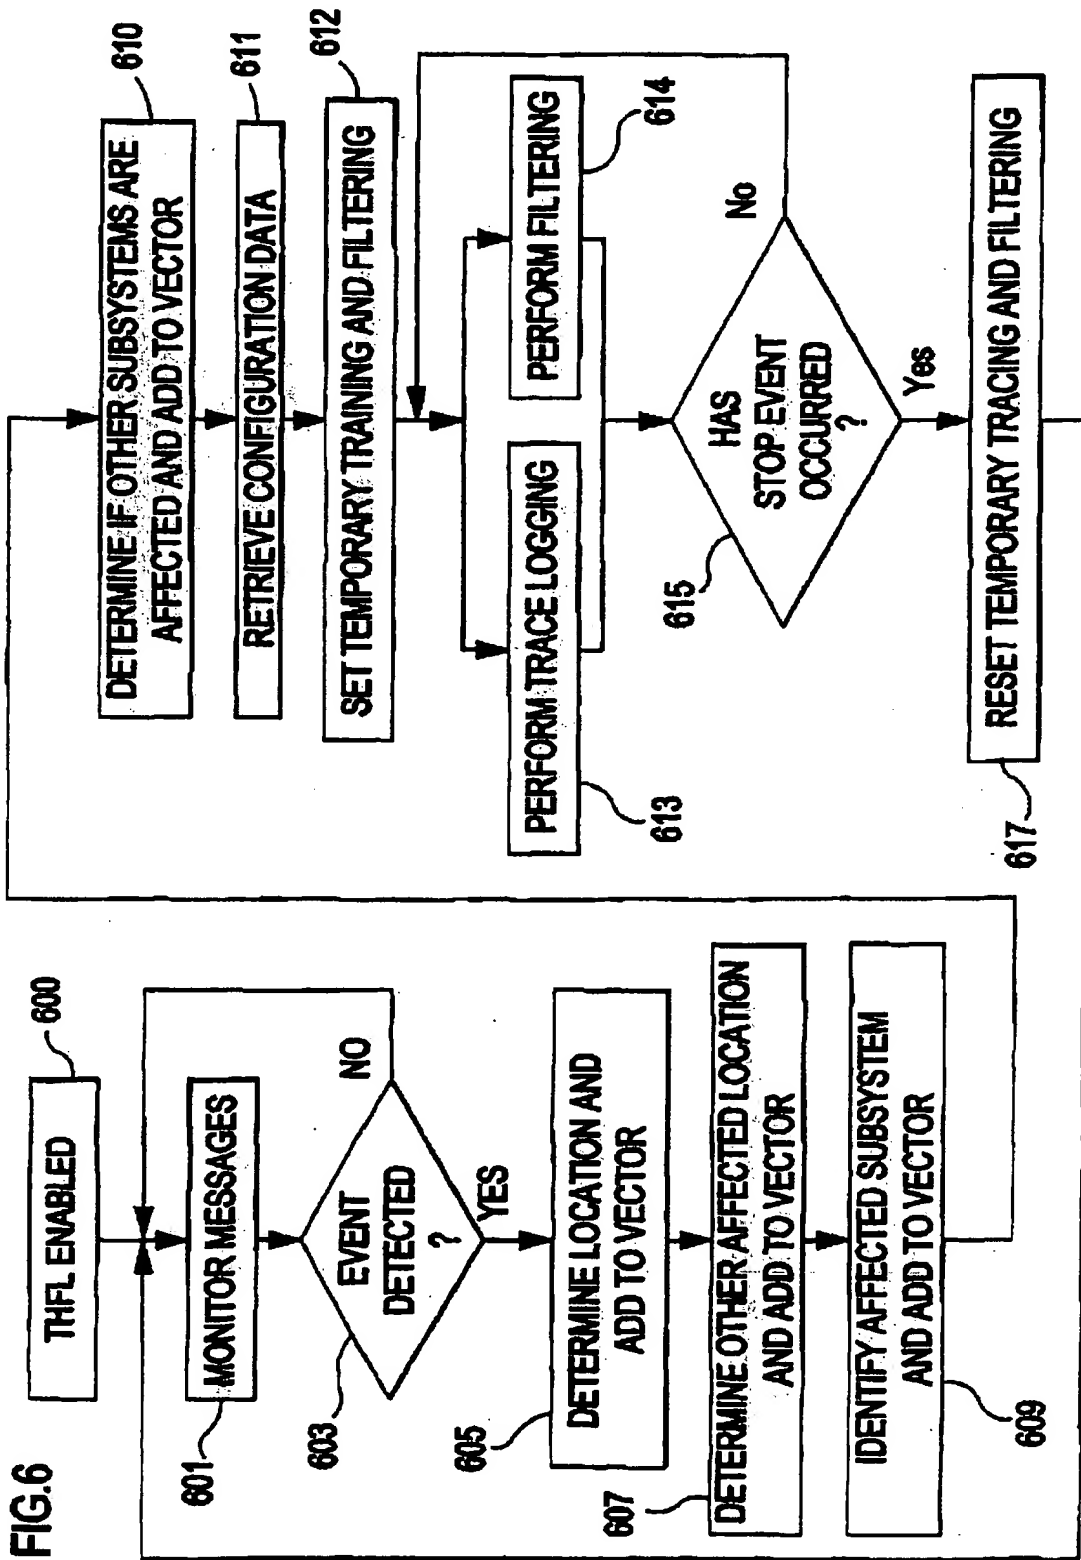 FIG.6
THFL ENABLED
600
MONITOR MESSAGES
601
EVENT
DETECTED
?
603
NO
YES
DETERMINE LOCATION AND
ADD TO VECTOR
605
DETERMINE OTHER AFFECTED LOCATION
AND ADD TO VECTOR
607
IDENTIFY AFFECTED SUBSYSTEM
AND ADD TO VECTOR
609
DETERMINE IF OTHER SUBSYSTEMS ARE
AFFECTED AND ADD TO VECTOR
610
RETRIEVE CONFIGURATION DATA
611
SET TEMPORARY TRAINING AND FILTERING
612
PERFORM TRACE LOGGING
613
PERFORM FILTERING
614
HAS
STOP EVENT
OCCURRED
?
615
No
Yes
RESET TEMPORARY TRACING AND FILTERING
617